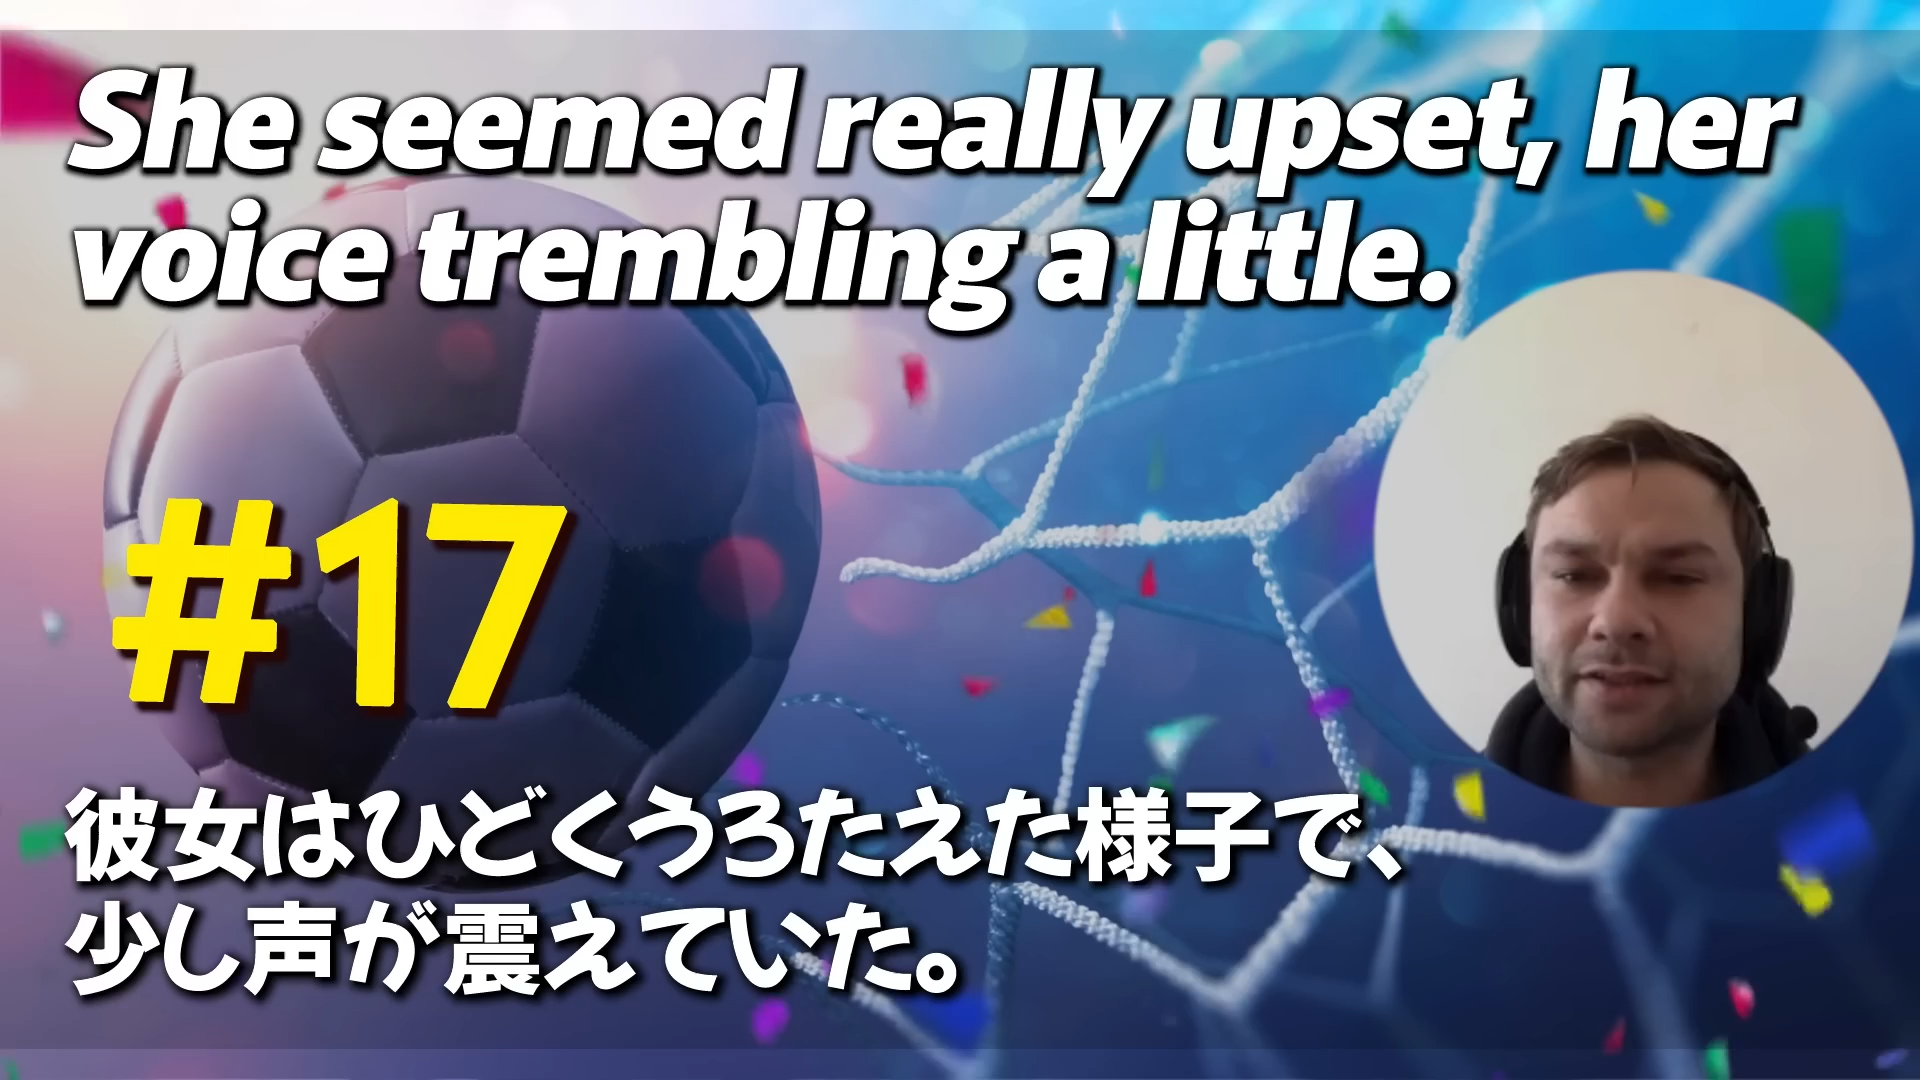 She seemed really upset, her
voice trembling a little.
#17
彼女はひどくうろたえた様子で、
少し声が震えていた。